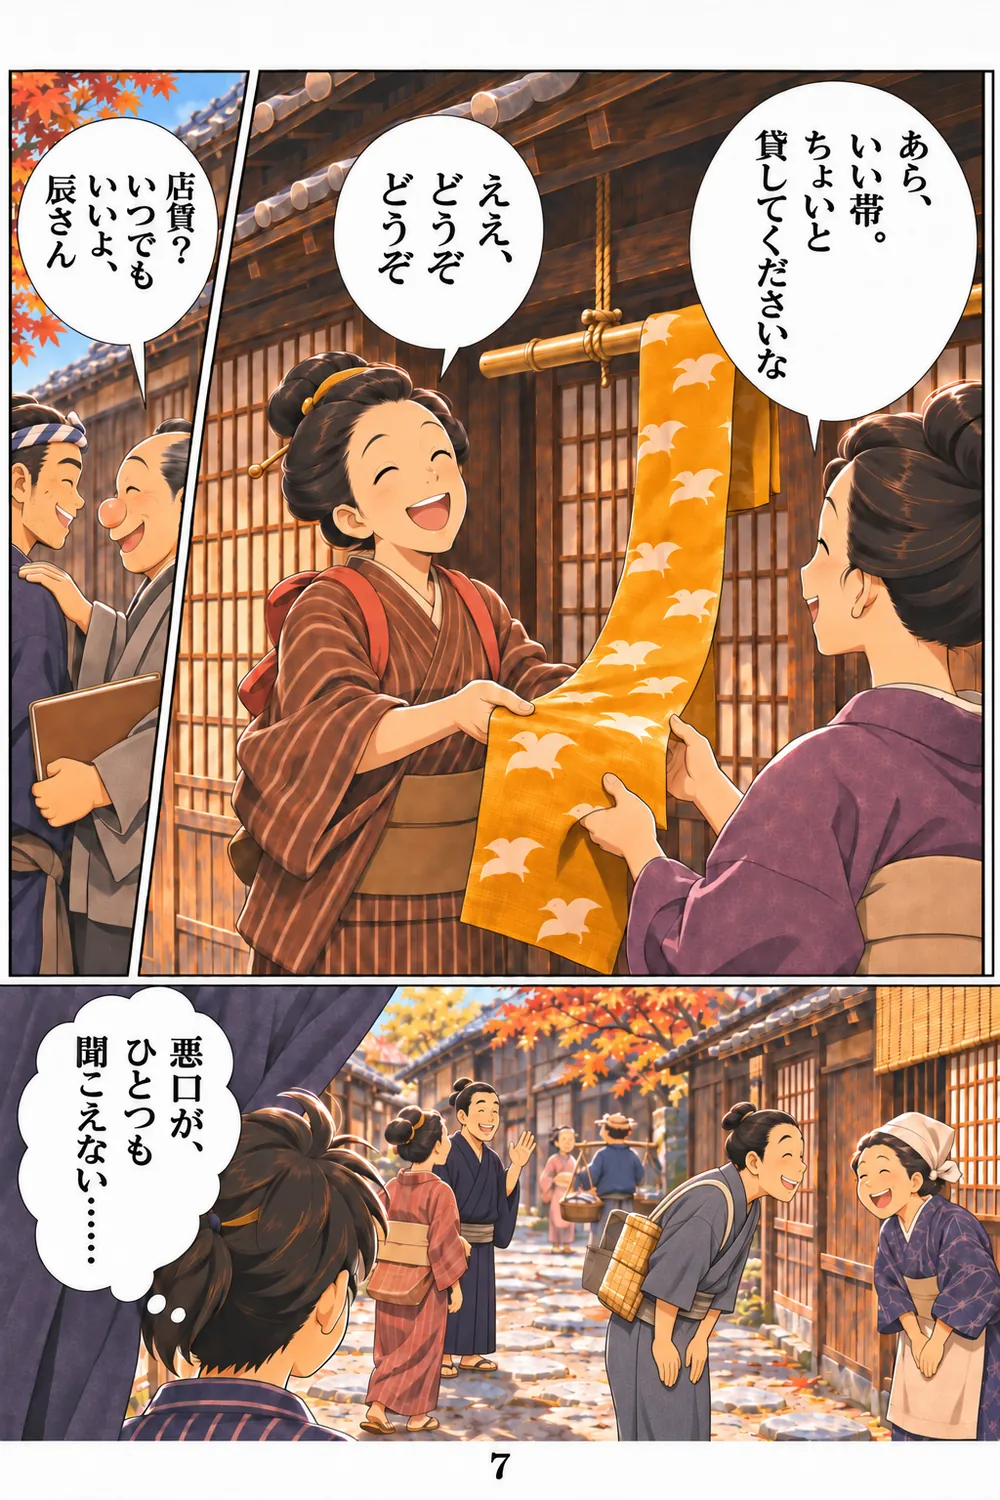 あら、
いい帯。
ちょいと
貸してくださいな
ええ、
どうぞ
どうぞ
店賃?
いつでも
いいよ、
辰さん
悪口が、
ひとつも
聞こえない……
7